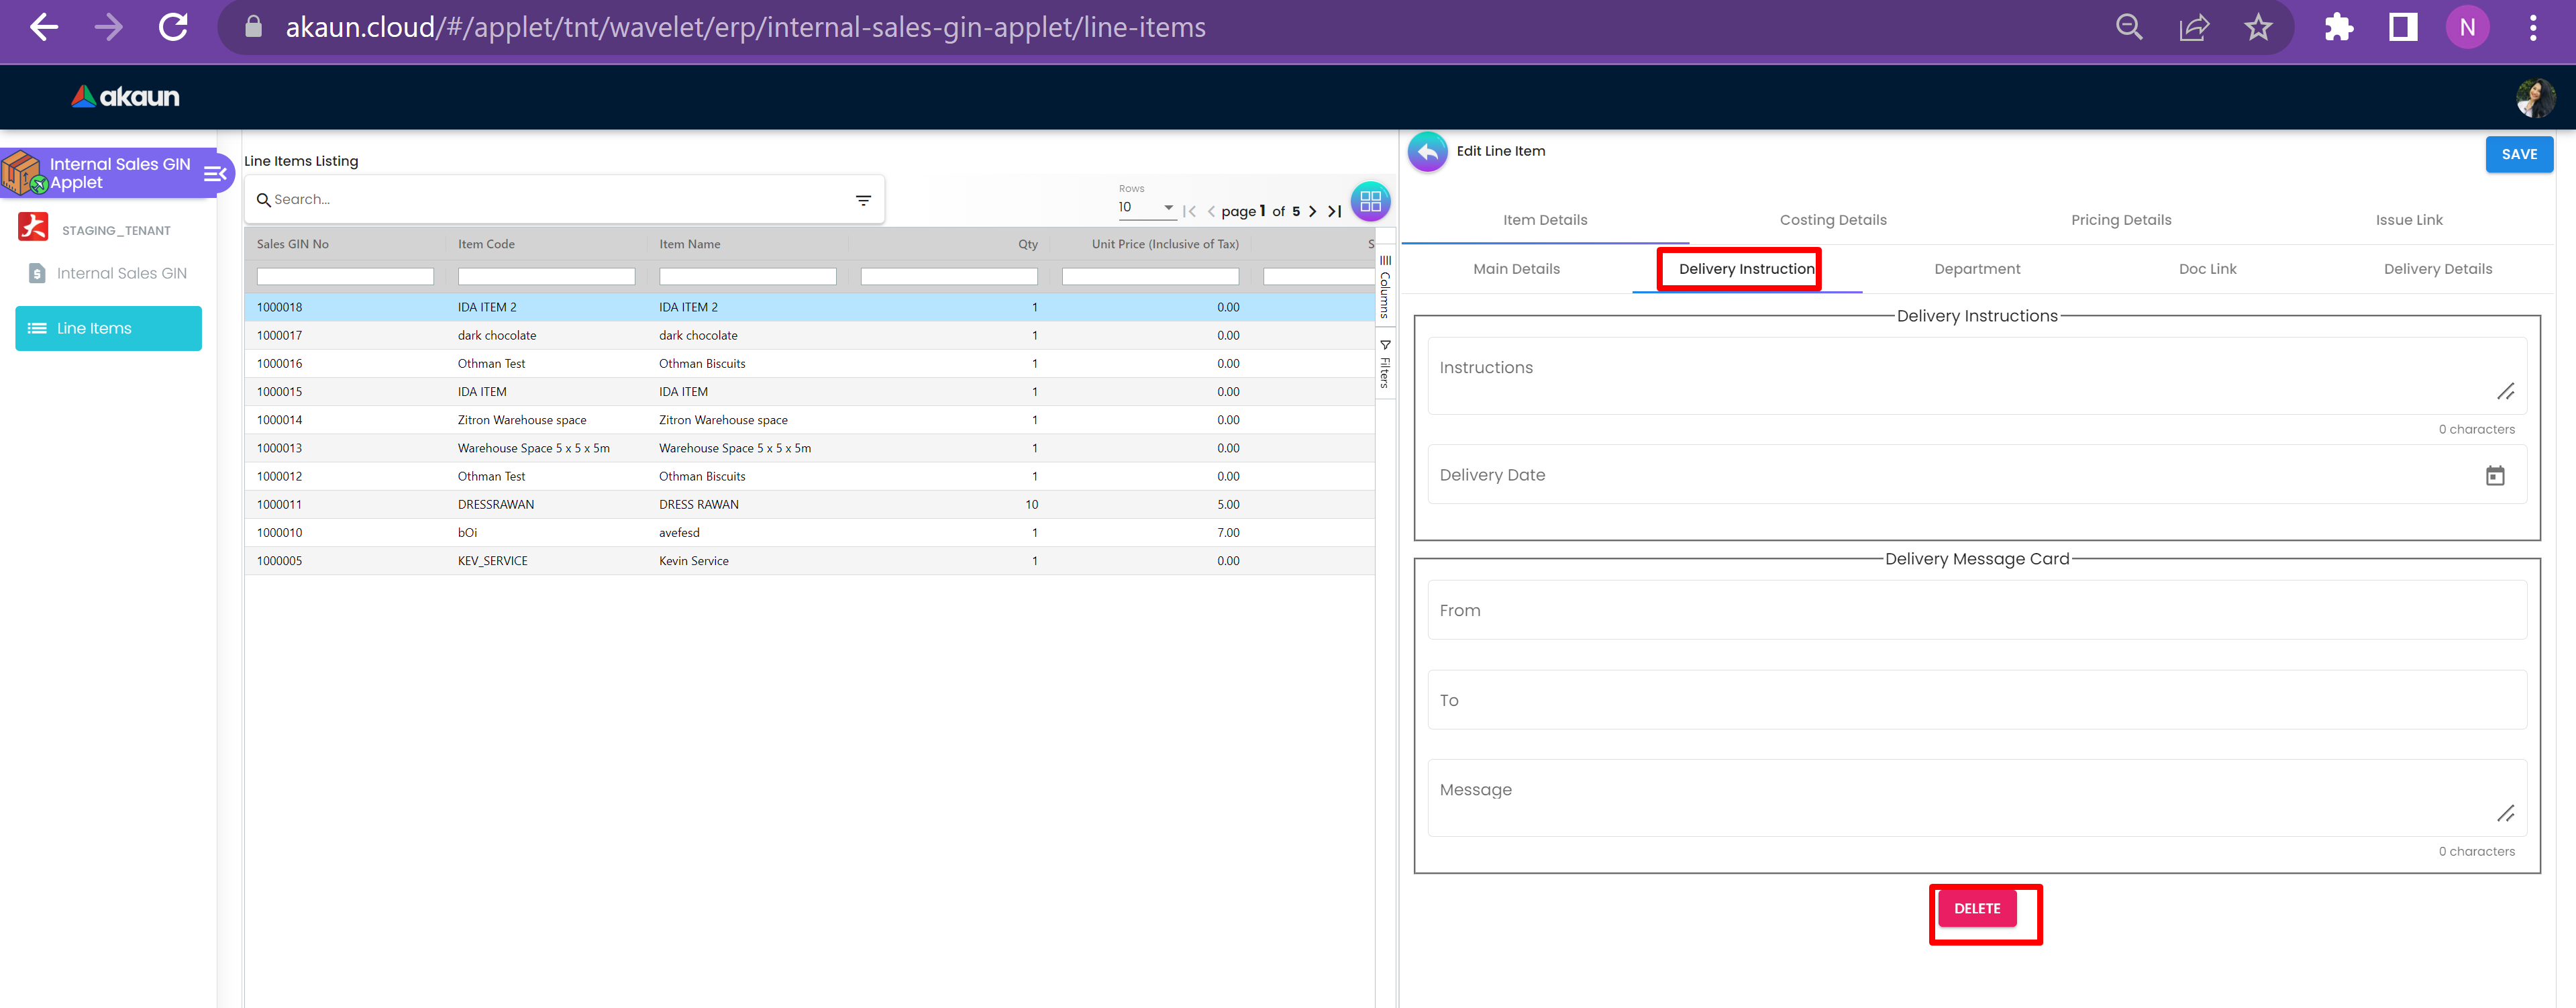 akaun.cloud/#/applet/tnt/wavelet/erp/internal-sales-gin-applet/line-items
N
akaun
Internal Sales GIN
Applet
STAGING_TENANT
Internal Sales GIN
Line Items
Line Items Listing
Search...
Rows
10
page 1 of 5
Sales GIN No Item Code Item Name Qty Unit Price (Inclusive of Tax) S
1000018 IDA ITEM 2 IDA ITEM 2 1 0.00
1000017 dark chocolate dark chocolate 1 0.00
1000016 Othman Test Othman Biscuits 1 0.00
1000015 IDA ITEM IDA ITEM 1 0.00
1000014 Zitron Warehouse space Zitron Warehouse space 1 0.00
1000013 Warehouse Space 5 x 5 x 5m Warehouse Space 5 x 5 x 5m 1 0.00
1000012 Othman Test Othman Biscuits 1 0.00
1000011 DRESSRAWAN DRESS RAWAN 10 5.00
1000010 bOi avefesd 1 7.00
1000005 KEV_SERVICE Kevin Service 1 0.00
Columns
Filters
Edit Line Item
SAVE
Item Details Costing Details Pricing Details Issue Link
Main Details Delivery Instruction Department Doc Link Delivery Details
Delivery Instructions
Instructions
0 characters
Delivery Date
Delivery Message Card
From
To
Message
0 characters
DELETE